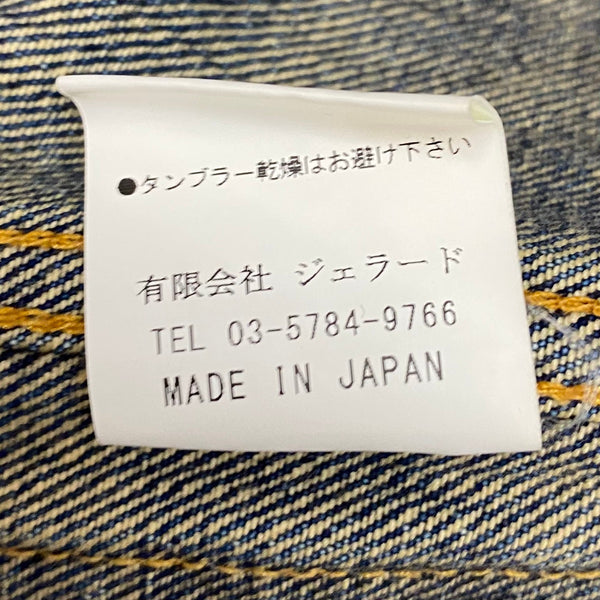 ●タンブラー乾燥はお避け下さい
有限会社 ジェラード
TEL 03-5784-9766
MADE IN JAPAN